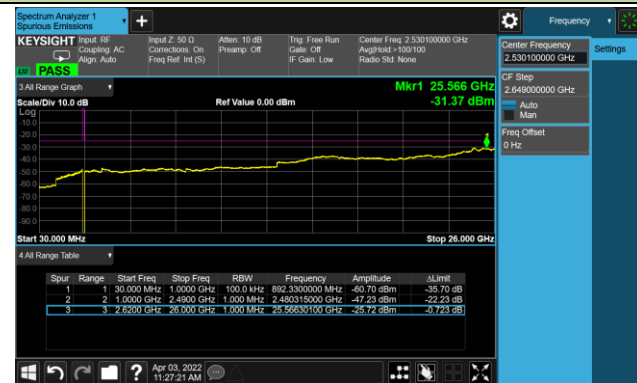 Spectrum Analyzer 1
Spurious Emissions
Frequency
KEYSIGHT
Input: RF
Coupling: AC
Align: Auto
Input Z: 50 Ω
Corrections: On
Freq Ref: Int (S)
Atten: 10 dB
Preamp: Off
Trig: Free Run
Gate: Off
IF Gain: Low
Center Freq: 2.530100000 GHz
Avg|Hold:>100/100
Radio Std: None
PASS
Center Frequency
2.530100000 GHz
Settings
CF Step
2.649000000 GHz
Auto
Man
Freq Offset
0 Hz
3 All Range Graph
Mkr1 25.566 GHz
Scale/Div 10.0 dB
Ref Value 0.00 dBm
-31.37 dBm
Log
-10.0
-20.0
-30.0
-40.0
-50.0
-60.0
-70.0
-80.0
-90.0
1
Start 30.000 MHz
Stop 26.000 GHz
4 All Range Table
Spur Range Start Freq Stop Freq RBW Frequency Amplitude ΔLimit
1 1 30.000 MHz 1.0000 GHz 100.0 kHz 892.3300000 MHz -60.70 dBm -35.70 dB
2 2 1.0000 GHz 2.4900 GHz 1.000 MHz 2.480315000 GHz -47.23 dBm -22.23 dB
3 3 2.6200 GHz 26.000 GHz 1.000 MHz 25.56630100 GHz -25.72 dBm -0.723 dB
?
Apr 03, 2022
11:27:21 AM